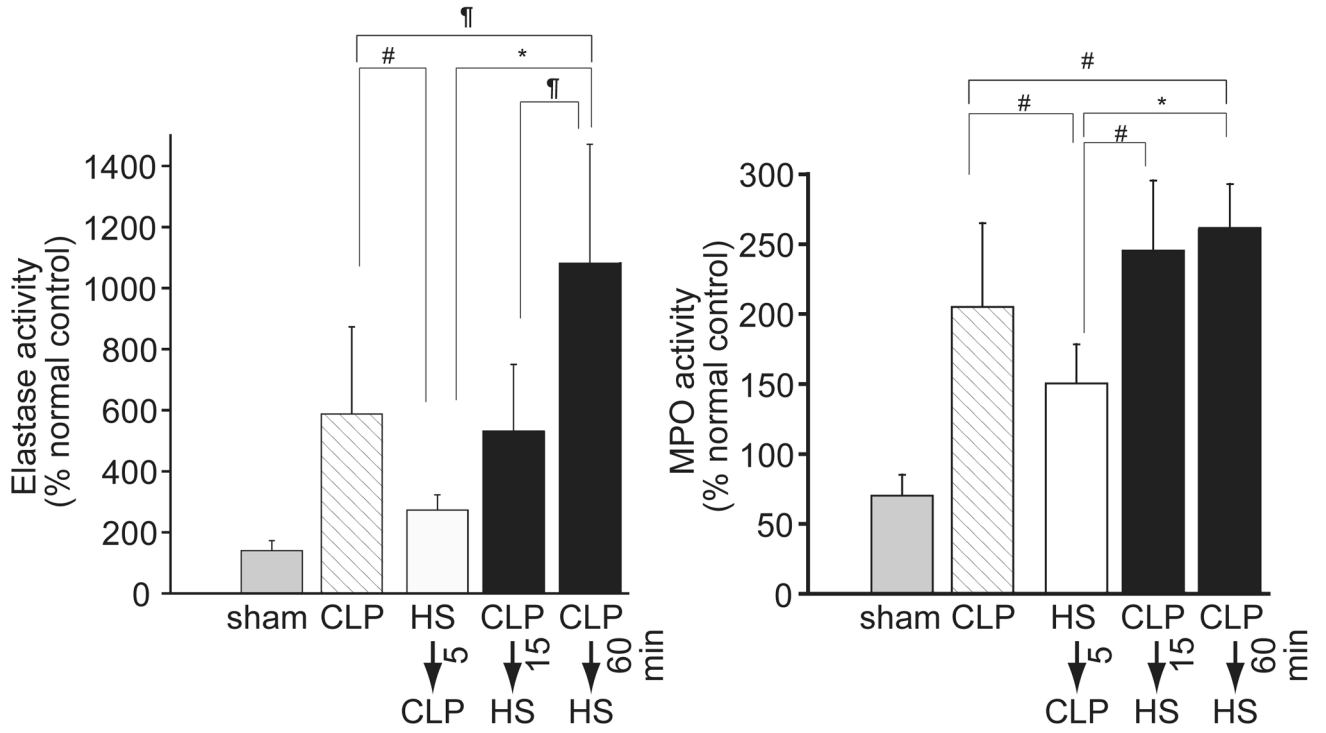 ¶
# *
¶
1400
1200
1000
800
600
400
200
0
Elastase activity
(% normal control)
sham CLP HS CLP CLP
5 15 60 min
CLP HS HS
#
# *
#
300
250
200
150
100
50
0
MPO activity
(% normal control)
sham CLP HS CLP CLP
5 15 60 min
CLP HS HS